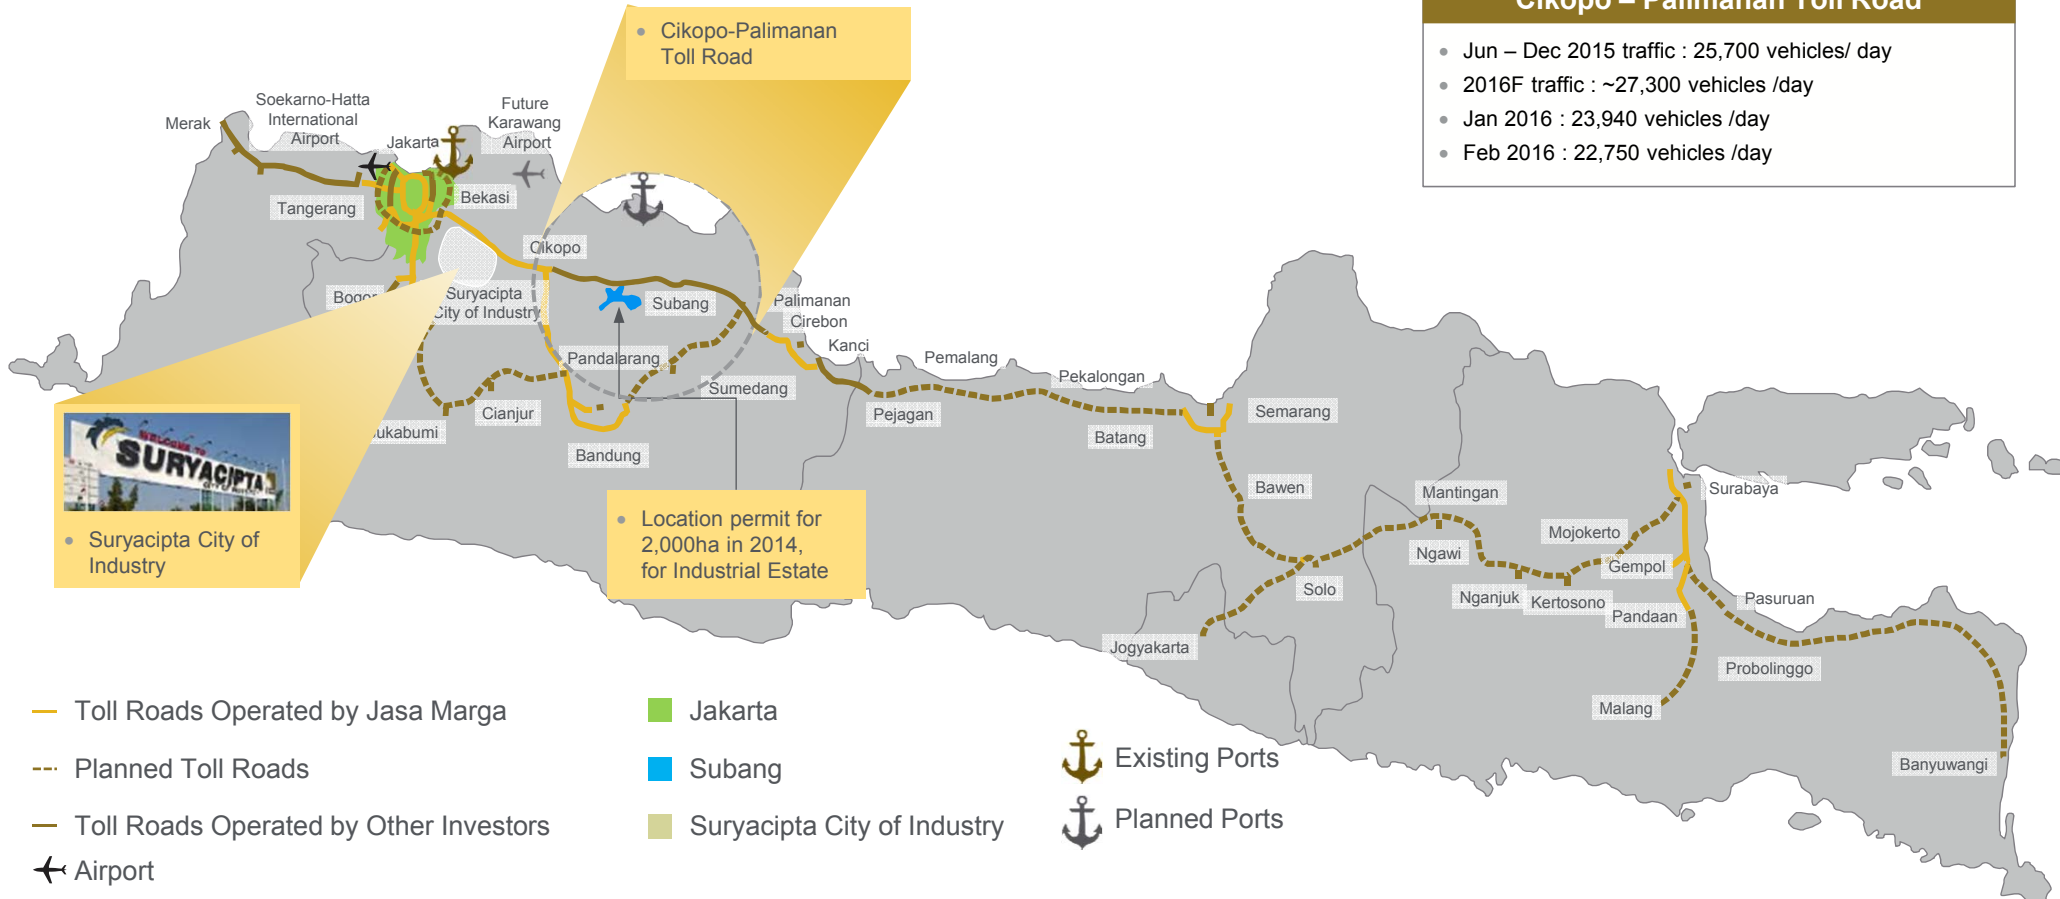 Cikopo – Palimanan Toll Road
Jun – Dec 2015 traffic : 25,700 vehicles/ day
2016F traffic : ~27,300 vehicles /day
Jan 2016 : 23,940 vehicles /day
Feb 2016 : 22,750 vehicles /day
Cikopo-Palimanan
Toll Road
Merak
Soekarno-Hatta
International
Airport
Jakarta
Future
Karawang
Airport
Tangerang
Bekasi
Cikopo
Bogor
Suryacipta
City of Industry
Subang
Palimanan
Cirebon
Kanci
Pandalarang
Sumedang
Pemalang
Pekalongan
Cianjur
ukabumi
Bandung
Pejagan
Batang
Semarang
Bawen
Mantingan
Surabaya
Mojokerto
Ngawi
Gempol
Solo
Nganjuk
Kertosono
Pandaan
Pasuruan
Jogyakarta
Probolinggo
Malang
Banyuwangi
WELCOME TO
SURYACIPTA
Suryacipta City of
Industry
Location permit for
2,000ha in 2014,
for Industrial Estate
Toll Roads Operated by Jasa Marga
Planned Toll Roads
Toll Roads Operated by Other Investors
Airport
Jakarta
Subang
Suryacipta City of Industry
Existing Ports
Planned Ports